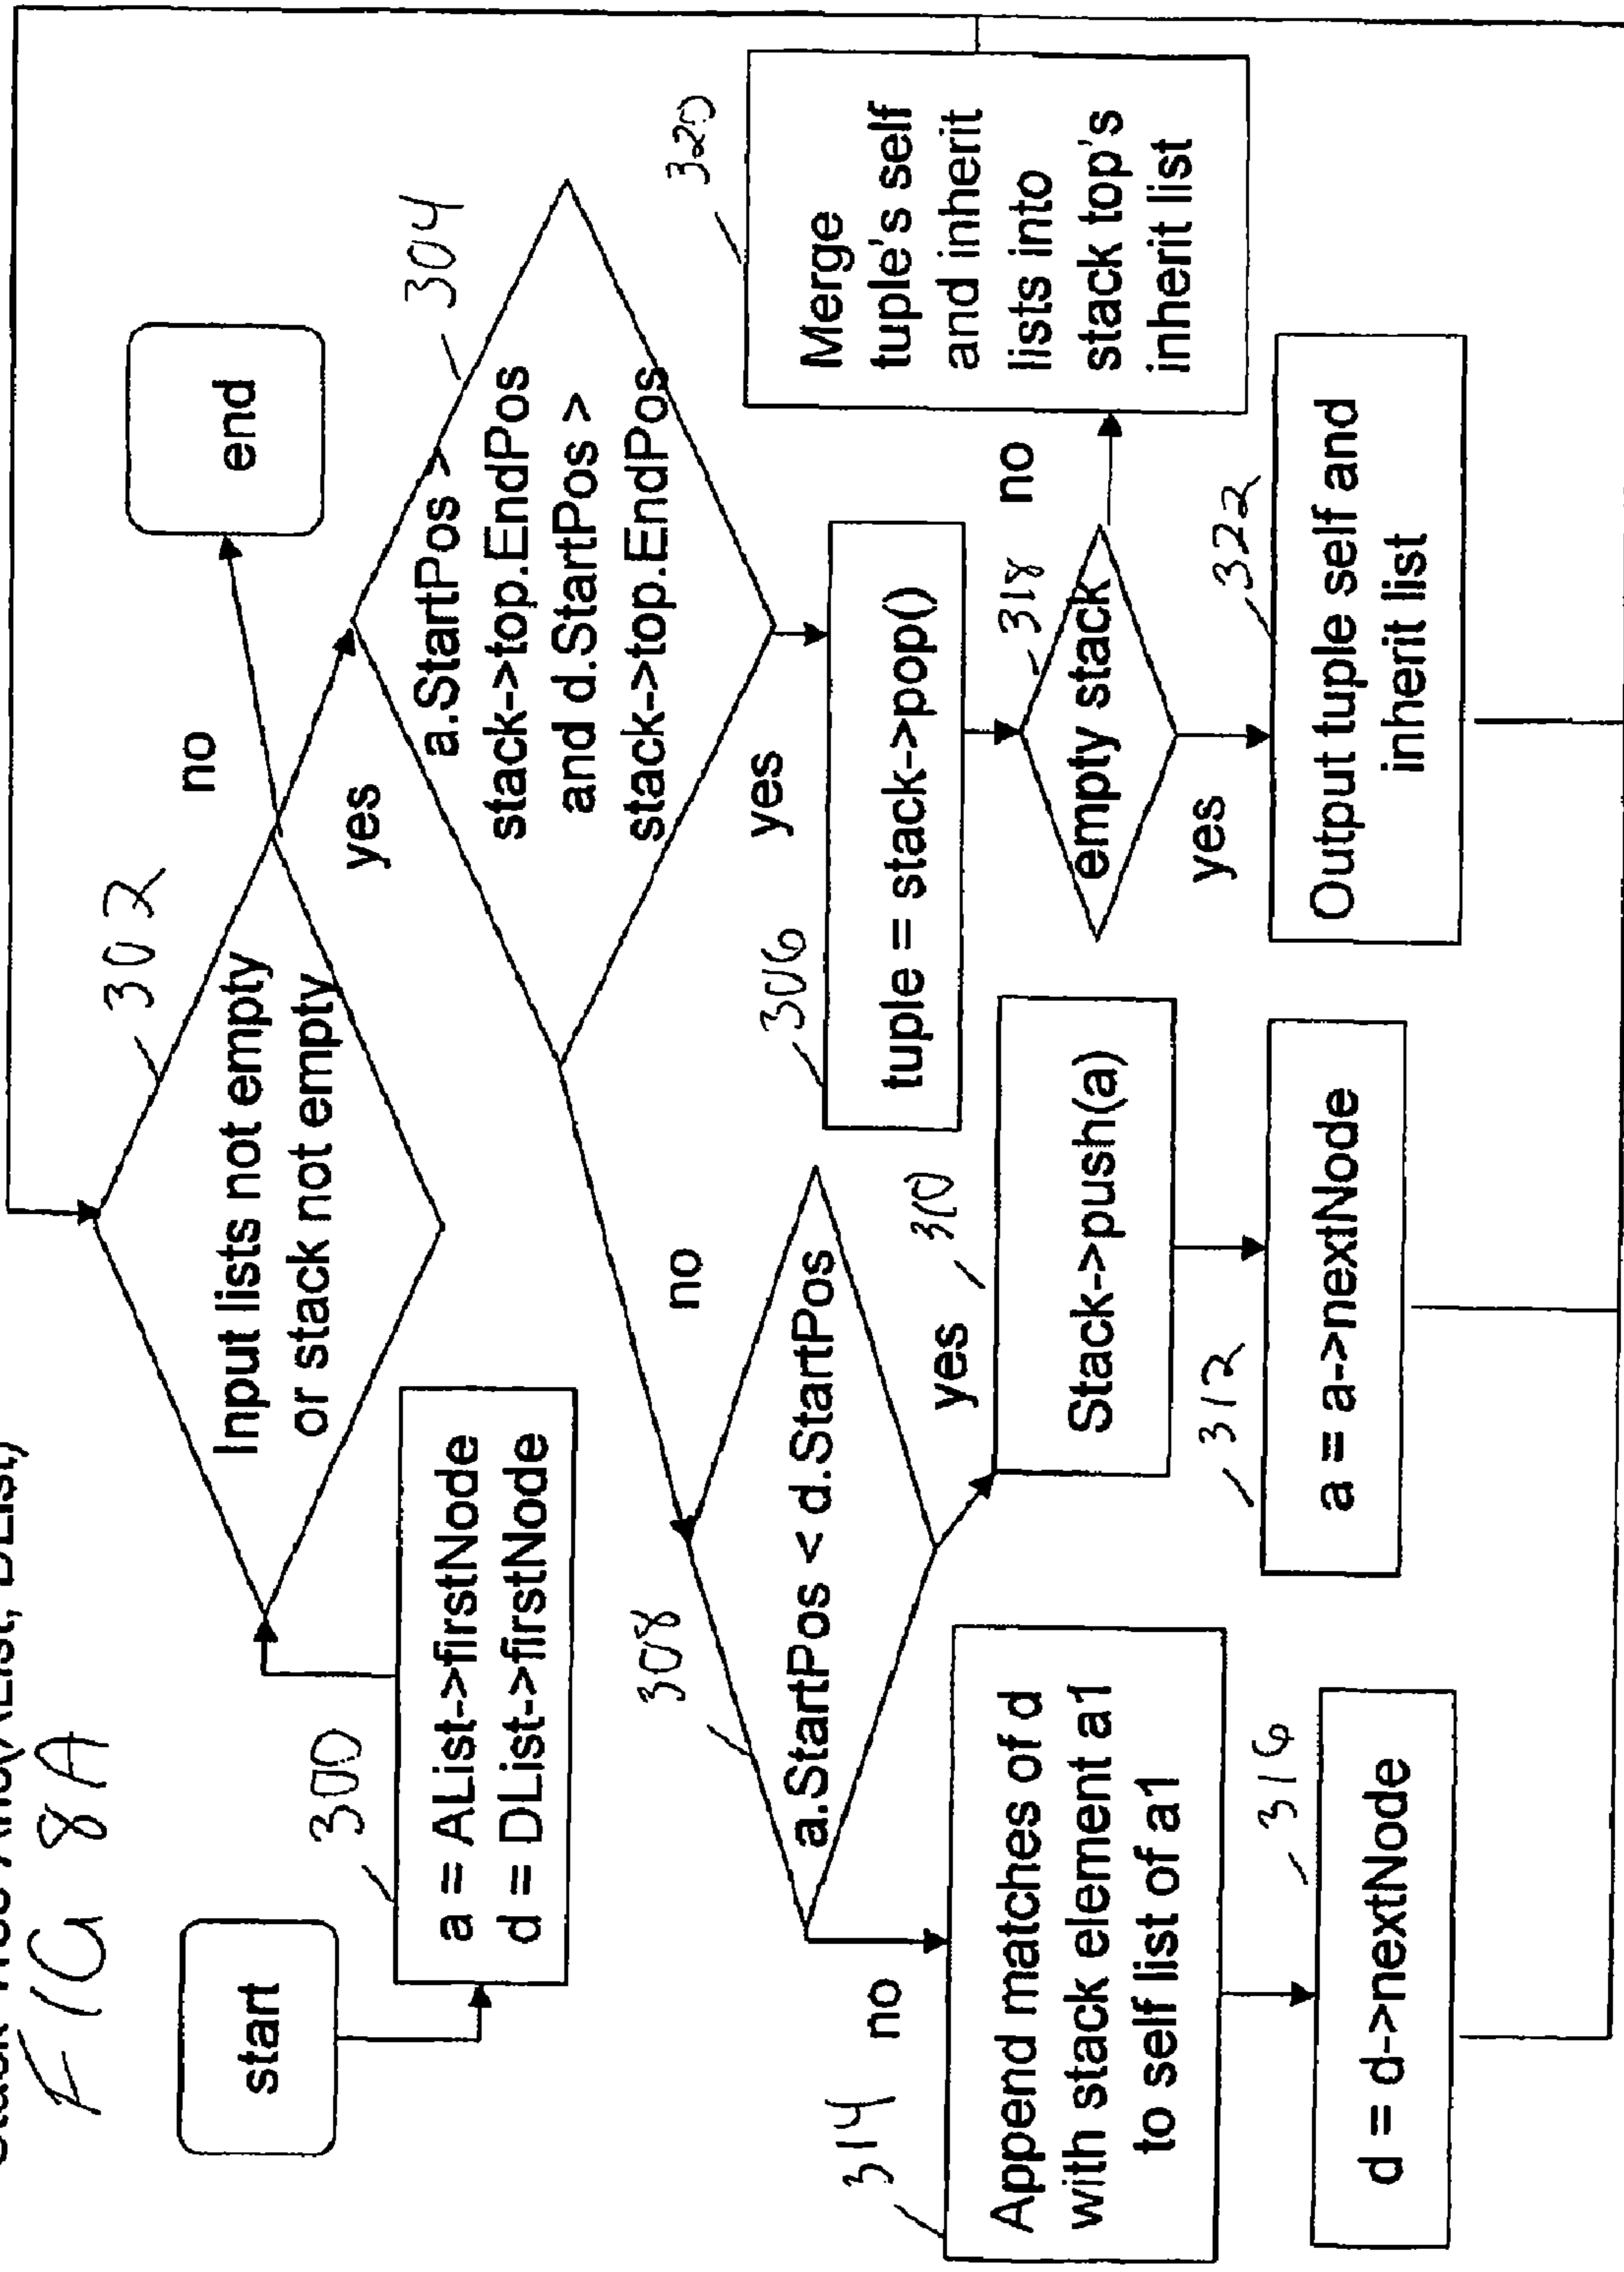 FIG 8A
start
300
a = AList->firstNode
d = DList->firstNode
302
Input lists not empty
or stack not empty
no
end
yes
304
a.StartPos >
stack->top.EndPos
and d.StartPos >
stack->top.EndPos
no
yes
308
a.StartPos < d.StartPos
306
tuple = stack->pop()
no
yes
310
Stack->push(a)
312
a = a->nextNode
314
Append matches of d
with stack element a1
to self list of a1
316
d = d->nextNode
318
empty stack
no
yes
320
Merge
tuple's self
and inherit
lists into
stack top's
inherit list
322
Output tuple self and
inherit list